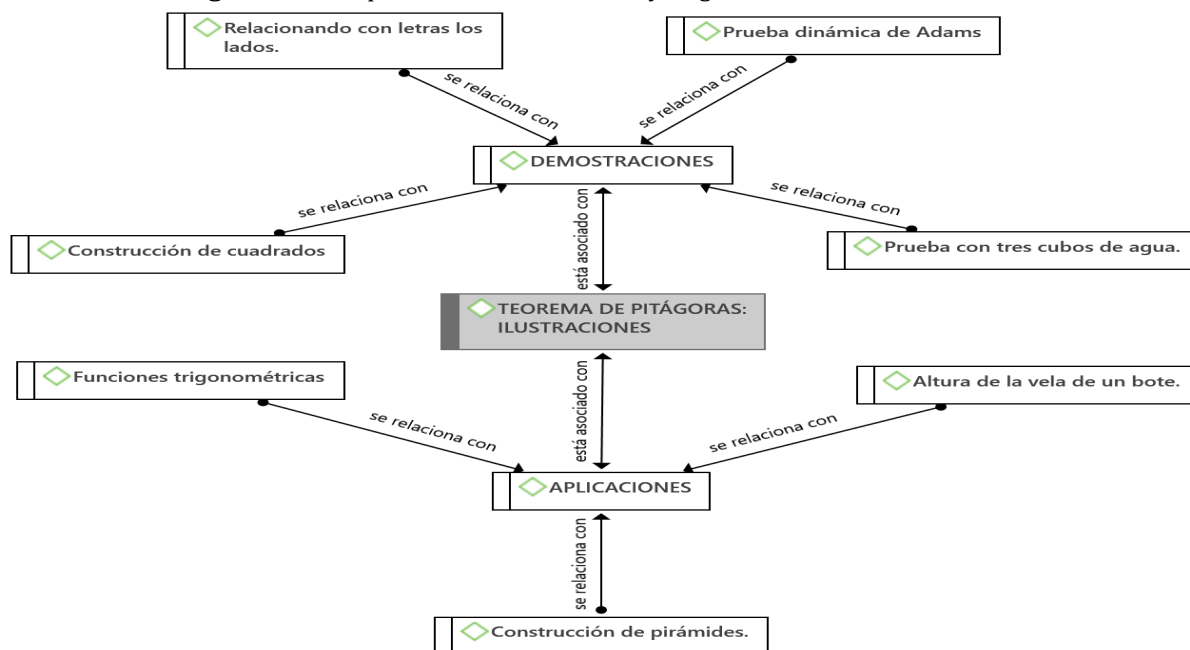 Relacionando con letras los
lados.
Prueba dinámica de Adams
se relaciona con
se relaciona con
DEMOSTRACIONES
se relaciona con
se relaciona con
Construcción de cuadrados
está asociado con
Prueba con tres cubos de agua.
TEOREMA DE PITÁGORAS:
ILUSTRACIONES
Funciones trigonométricas
Altura de la vela de un bote.
se relaciona con
está asociado con
se relaciona con
APLICACIONES
se relaciona con
Construcción de pirámides.